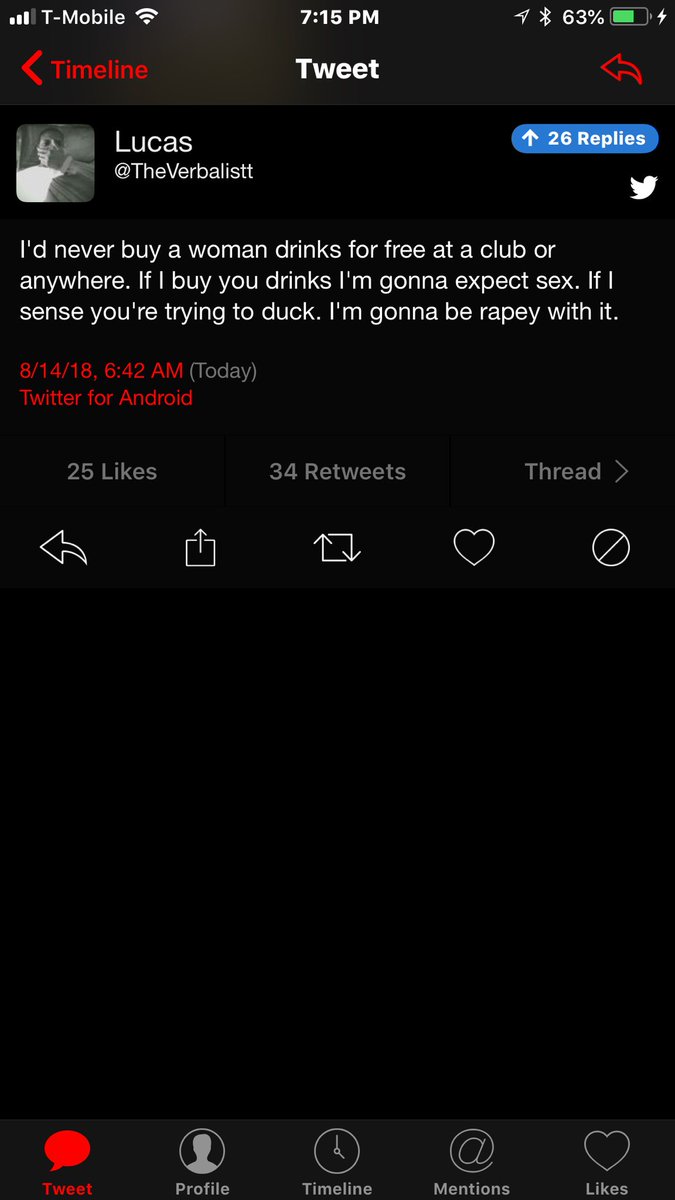 T-Mobile 7:15 PM 63%
Timeline Tweet
Lucas
@TheVerbalistt
26 Replies
I'd never buy a woman drinks for free at a club or
anywhere. If I buy you drinks I'm gonna expect sex. If I
sense you're trying to duck. I'm gonna be rapey with it.
8/14/18, 6:42 AM (Today)
Twitter for Android
25 Likes 34 Retweets Thread
Tweet Profile Timeline Mentions Likes